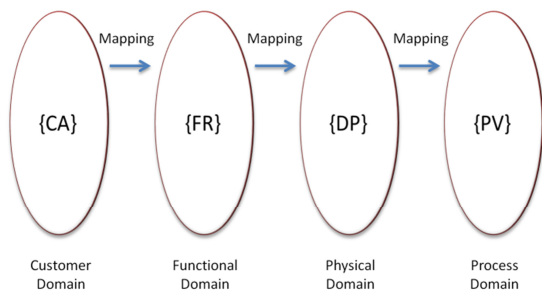 Mapping Mapping Mapping
{CA} {FR} {DP} {PV}
Customer Functional Physical Process
Domain Domain Domain Domain